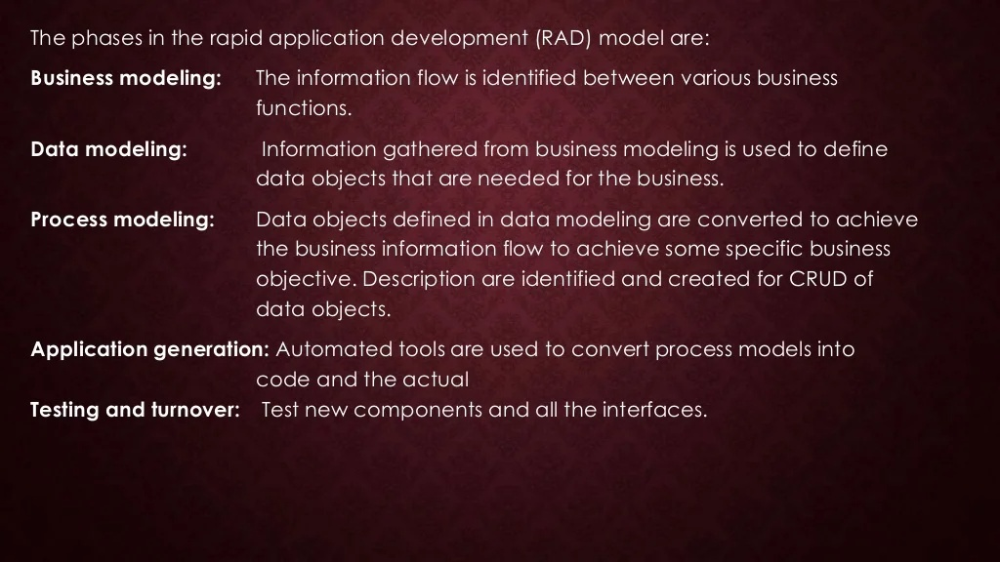 The phases in the rapid application development (RAD) model are:
Business modeling: The information flow is identified between various business
functions.
Data modeling: Information gathered from business modeling is used to define
data objects that are needed for the business.
Process modeling: Data objects defined in data modeling are converted to achieve
the business information flow to achieve some specific business
objective. Description are identified and created for CRUD of
data objects.
Application generation: Automated tools are used to convert process models into
code and the actual
Testing and turnover: Test new components and all the interfaces.